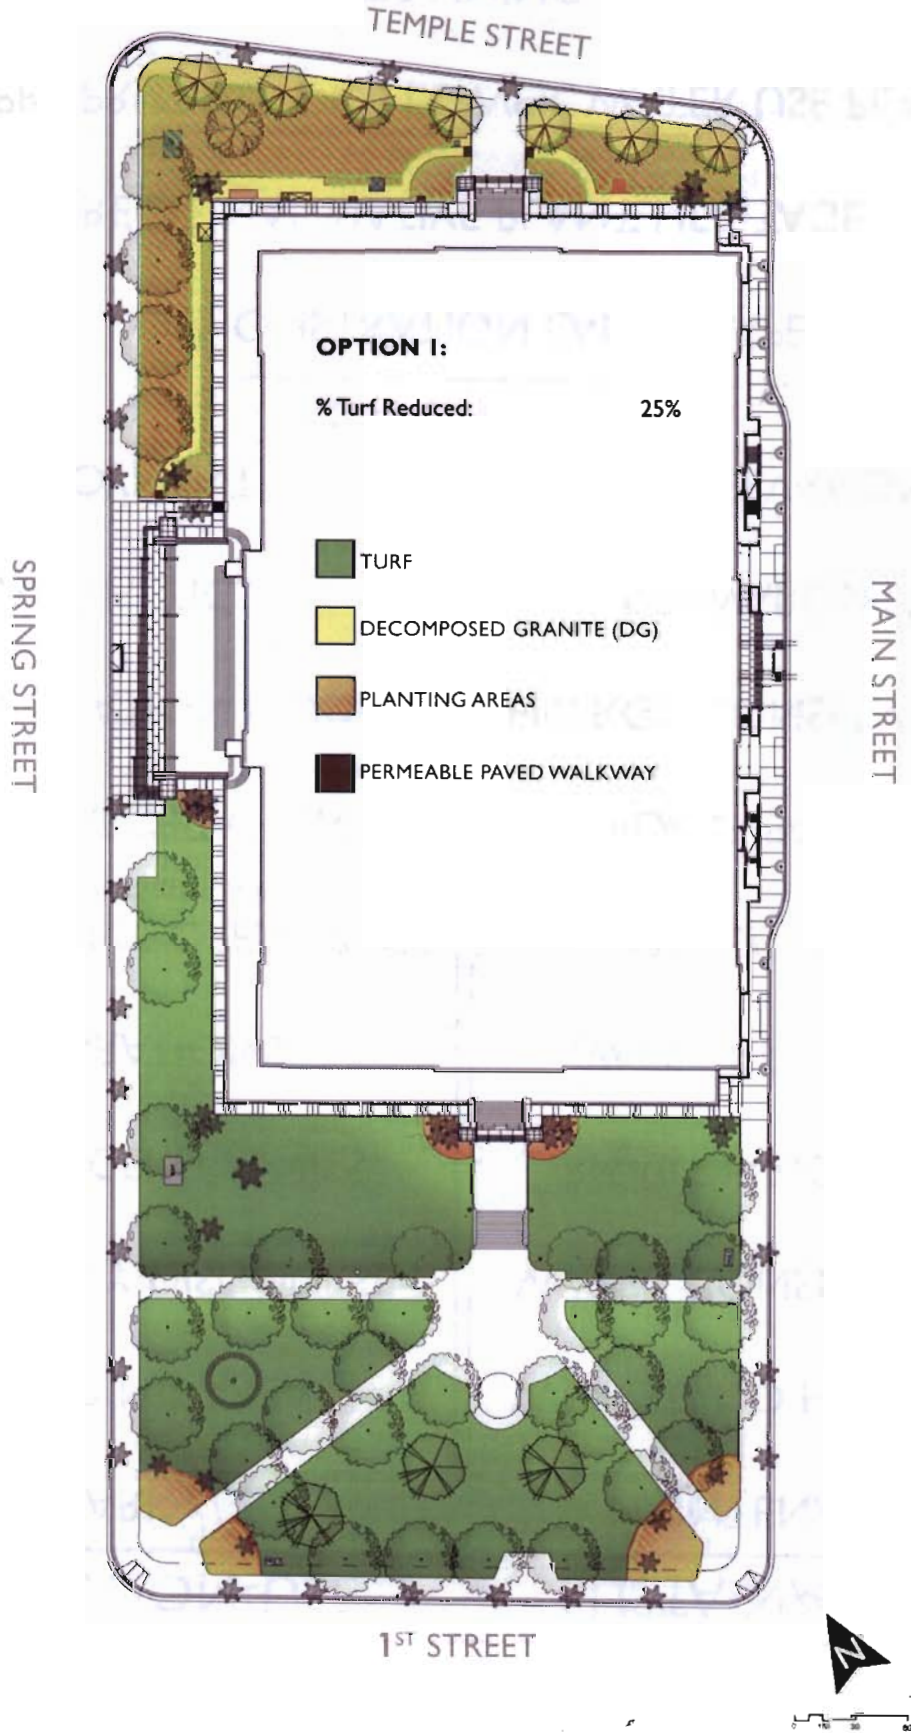 TEMPLE STREET
OPTION 1:
% Turf Reduced: 25%
SPRING STREET
MAIN STREET
TURF
DECOMPOSED GRANITE (DG)
PLANTING AREAS
PERMEABLE PAVED WALKWAY
1ST STREET
N